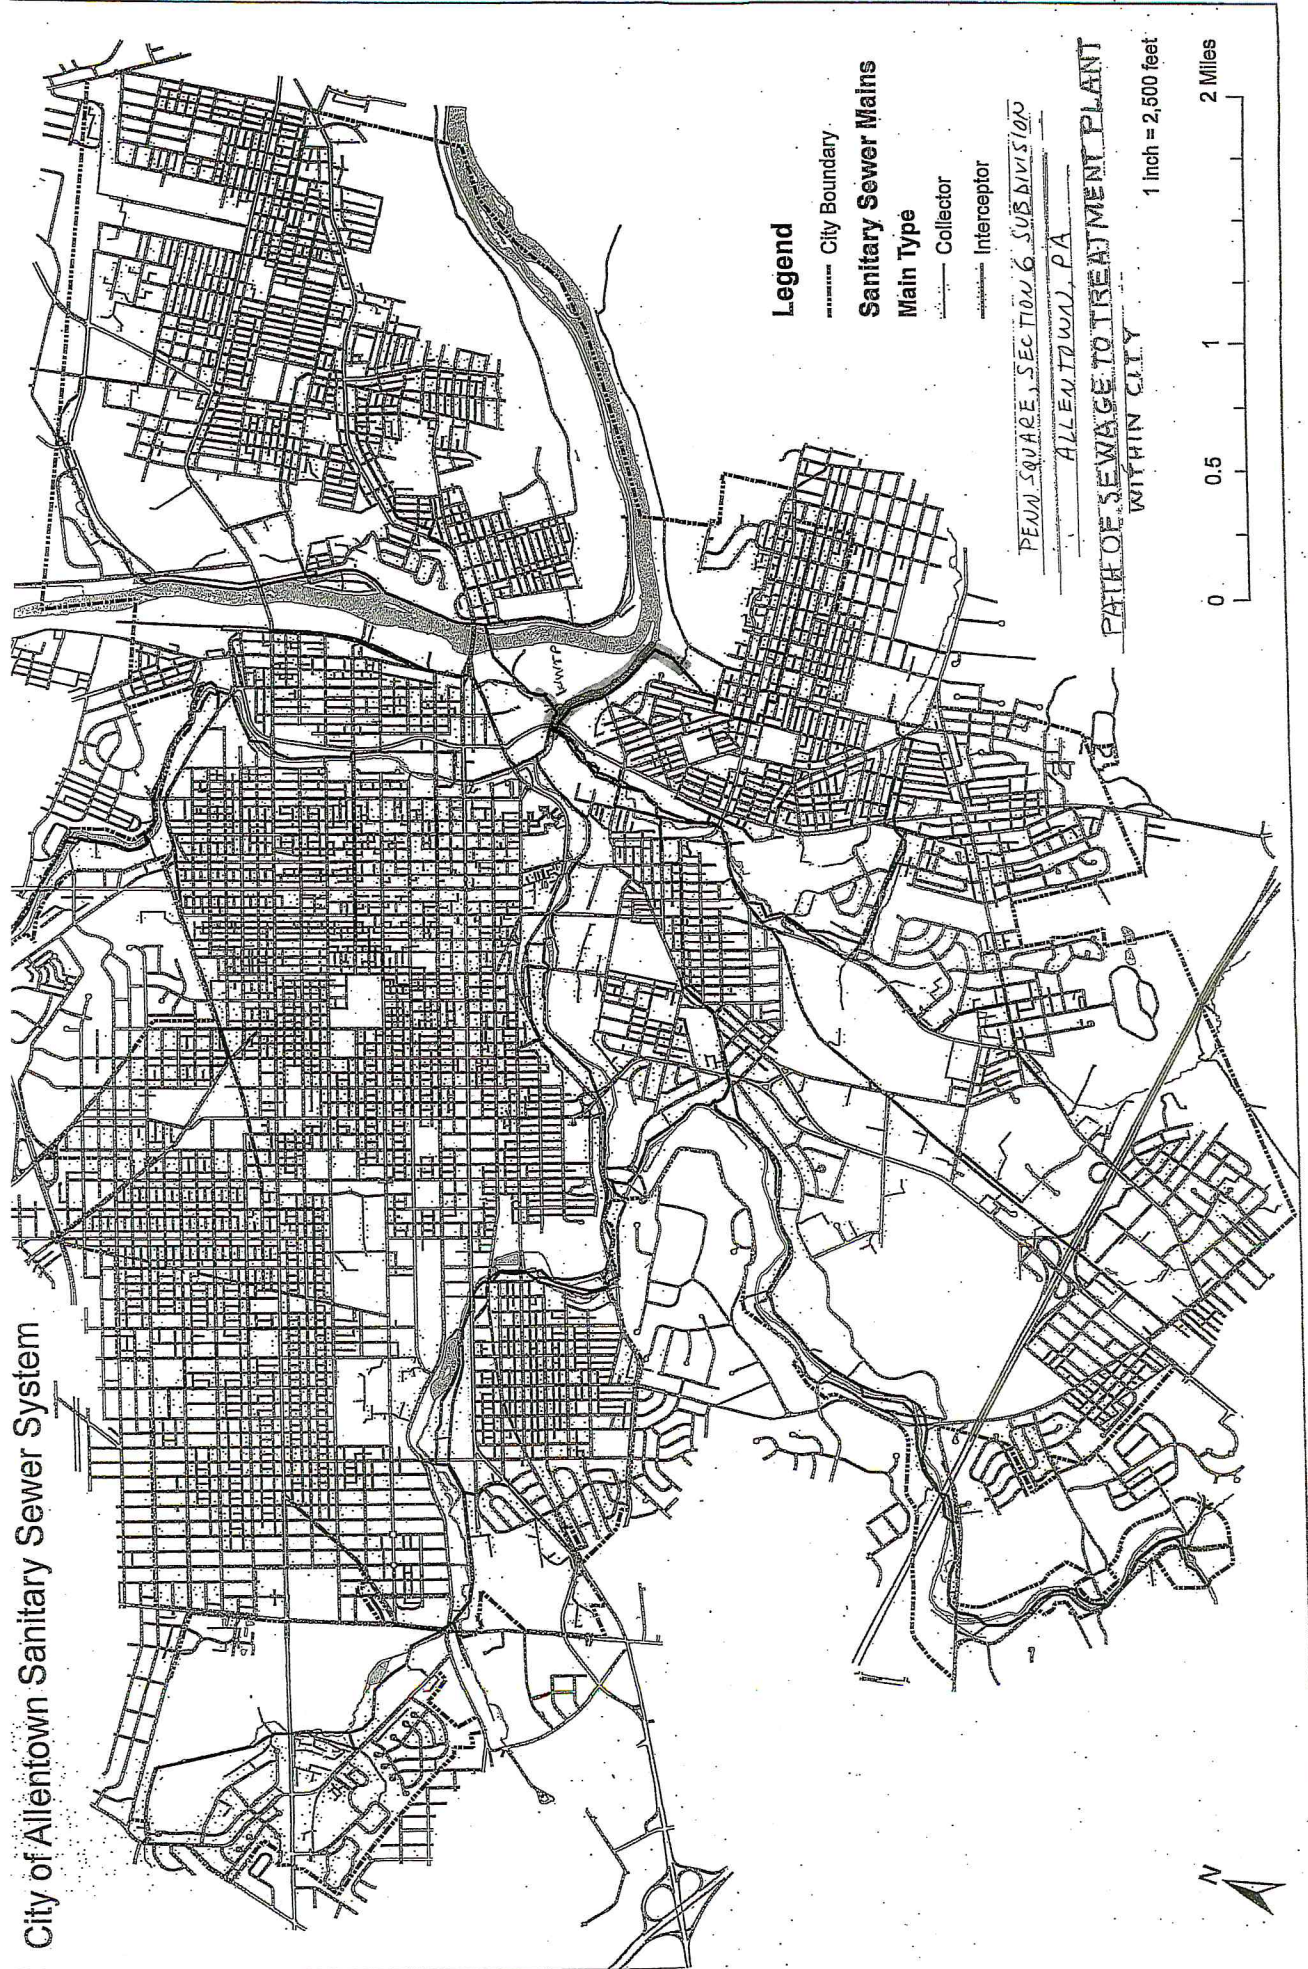 City of Allentown Sanitary Sewer System
Legend
City Boundary
Sanitary Sewer Mains
Main Type
Collector
Interceptor
PENN SQUARE, SECTION 6 SUBDIVISION
ALLENTOWN, PA
PATH OF SEWAGE TO TREATMENT PLANT
WITHIN CITY
1 inch = 2,500 feet
0 0.5 1 2 Miles
N